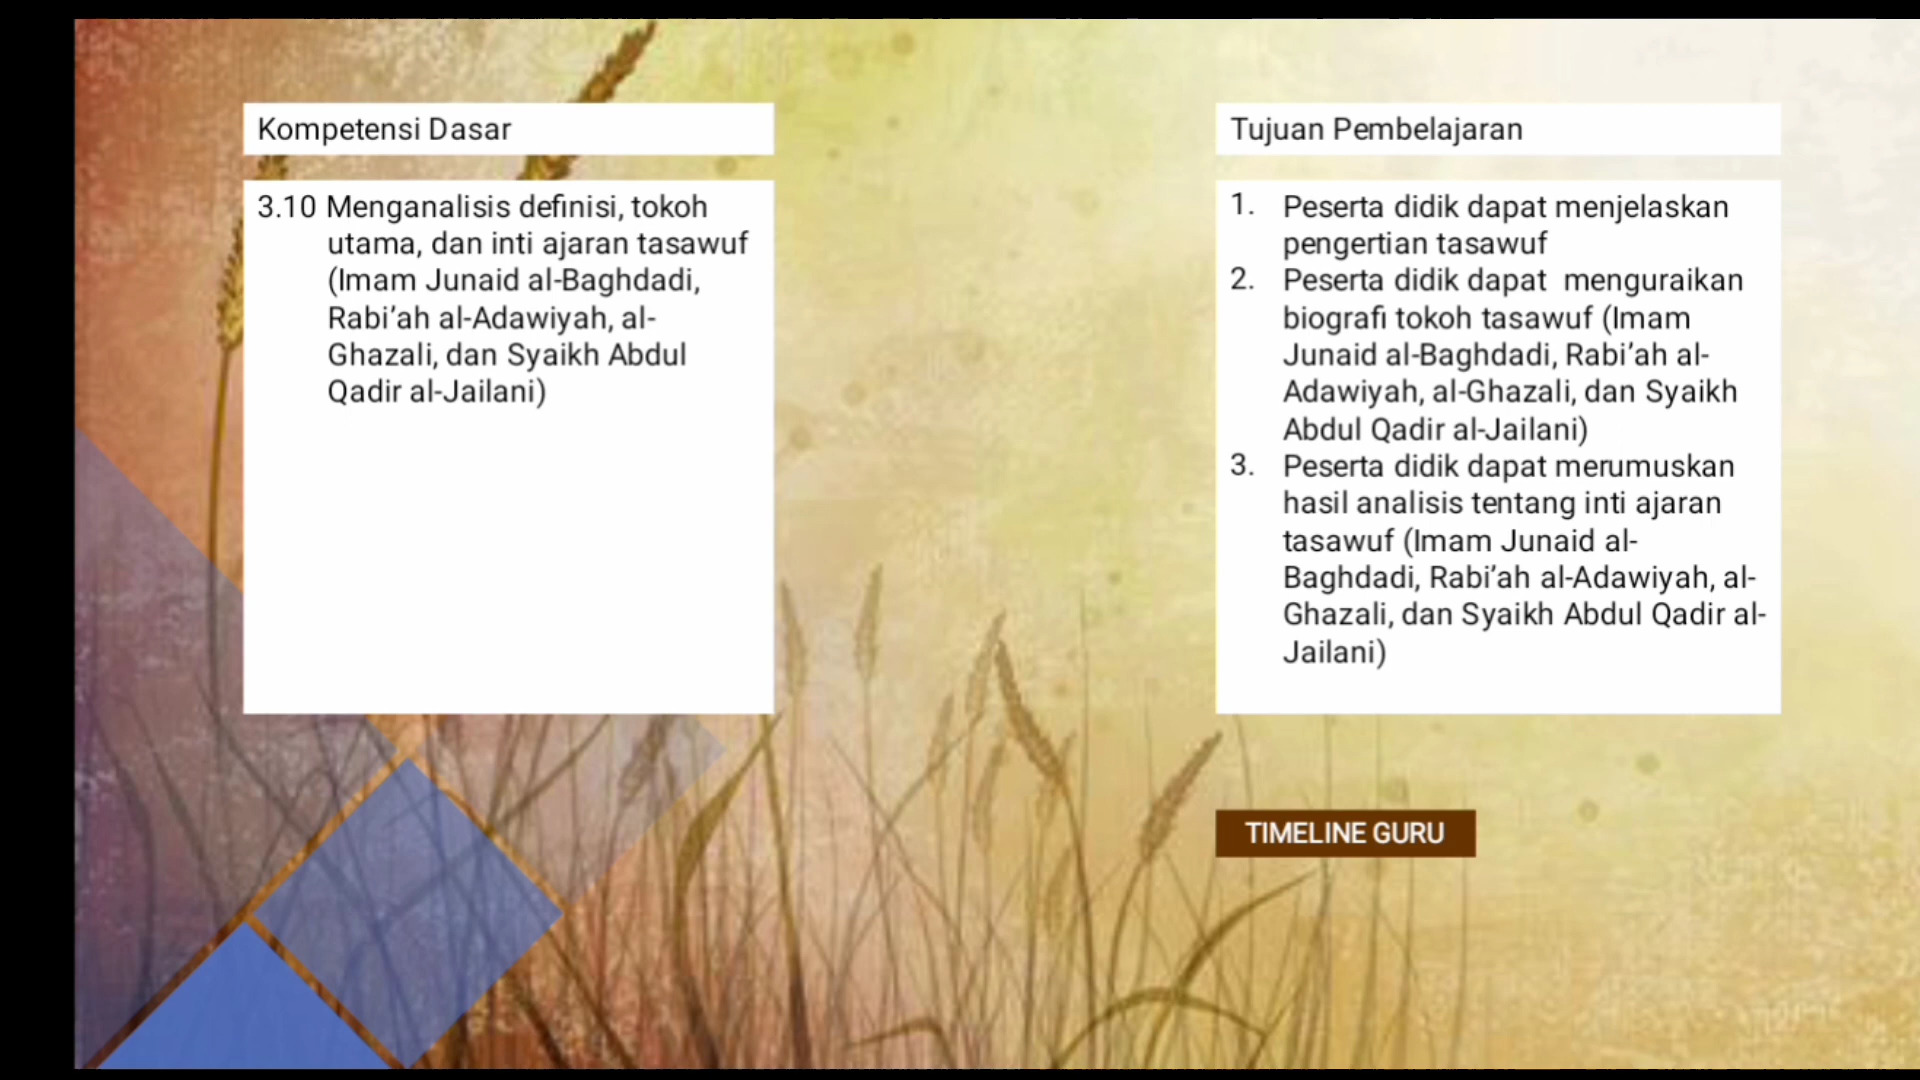 Kompetensi Dasar
3.10 Menganalisis definisi, tokoh
utama, dan inti ajaran tasawuf
(Imam Junaid al-Baghdadi,
Rabi’ah al-Adawiyah, al-
Ghazali, dan Syaikh Abdul
Qadir al-Jailani)
Tujuan Pembelajaran
1. Peserta didik dapat menjelaskan
pengertian tasawuf
2. Peserta didik dapat  menguraikan
biografi tokoh tasawuf (Imam
Junaid al-Baghdadi, Rabi’ah al-
Adawiyah, al-Ghazali, dan Syaikh
Abdul Qadir al-Jailani)
3. Peserta didik dapat merumuskan
hasil analisis tentang inti ajaran
tasawuf (Imam Junaid al-
Baghdadi, Rabi’ah al-Adawiyah, al-
Ghazali, dan Syaikh Abdul Qadir al-
Jailani)
TIMELINE GURU